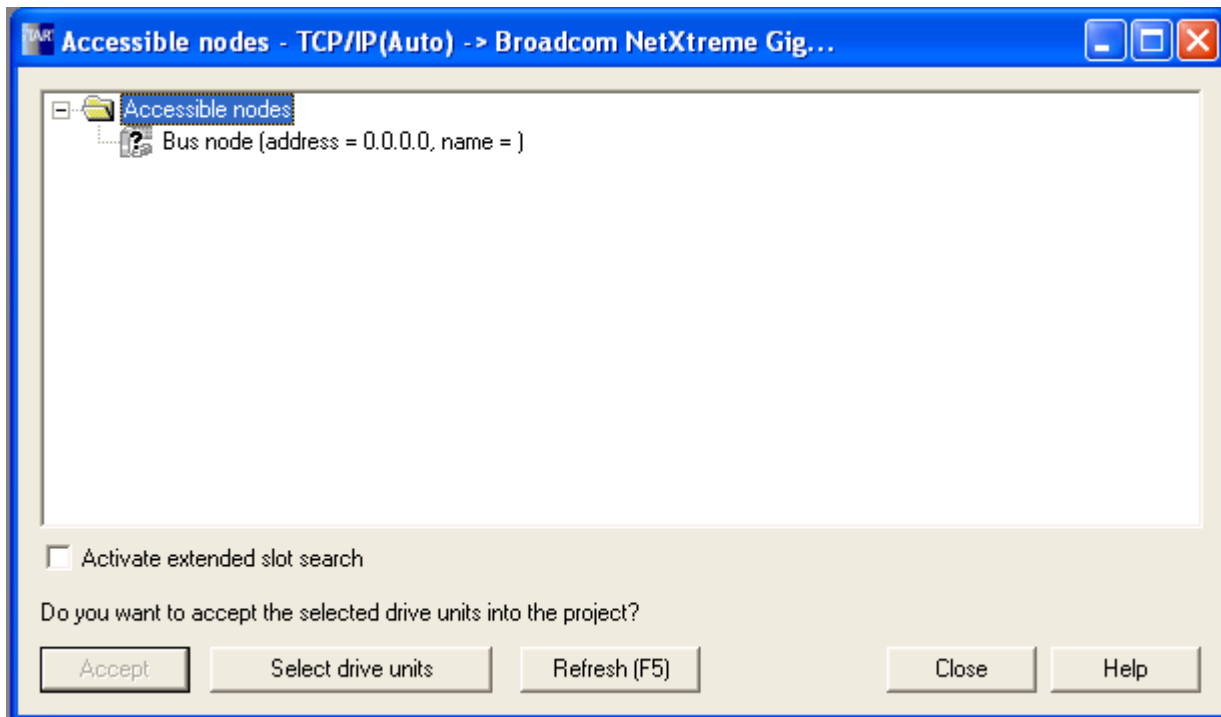 Accessible nodes - TCP/IP(Auto) -> Broadcom NetXtreme Gig...
Accessible nodes
Bus node (address = 0.0.0.0, name = )
Activate extended slot search
Do you want to accept the selected drive units into the project?
Accept Select drive units Refresh (F5) Close Help